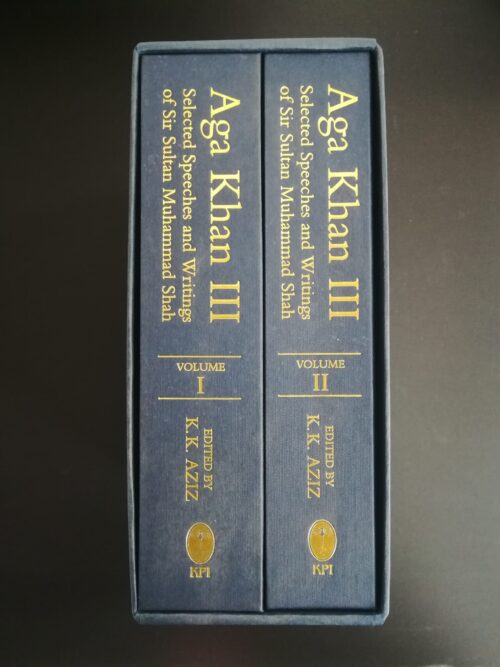 Aga Khan III
Selected Speeches and Writings
of Sir Sultan Muhammad Shah
VOLUME
I
EDITED BY
K.K. AZIZ
KPI
Aga Khan III
Selected Speeches and Writings
of Sir Sultan Muhammad Shah
VOLUME
II
EDITED BY
K.K. AZIZ
KPI